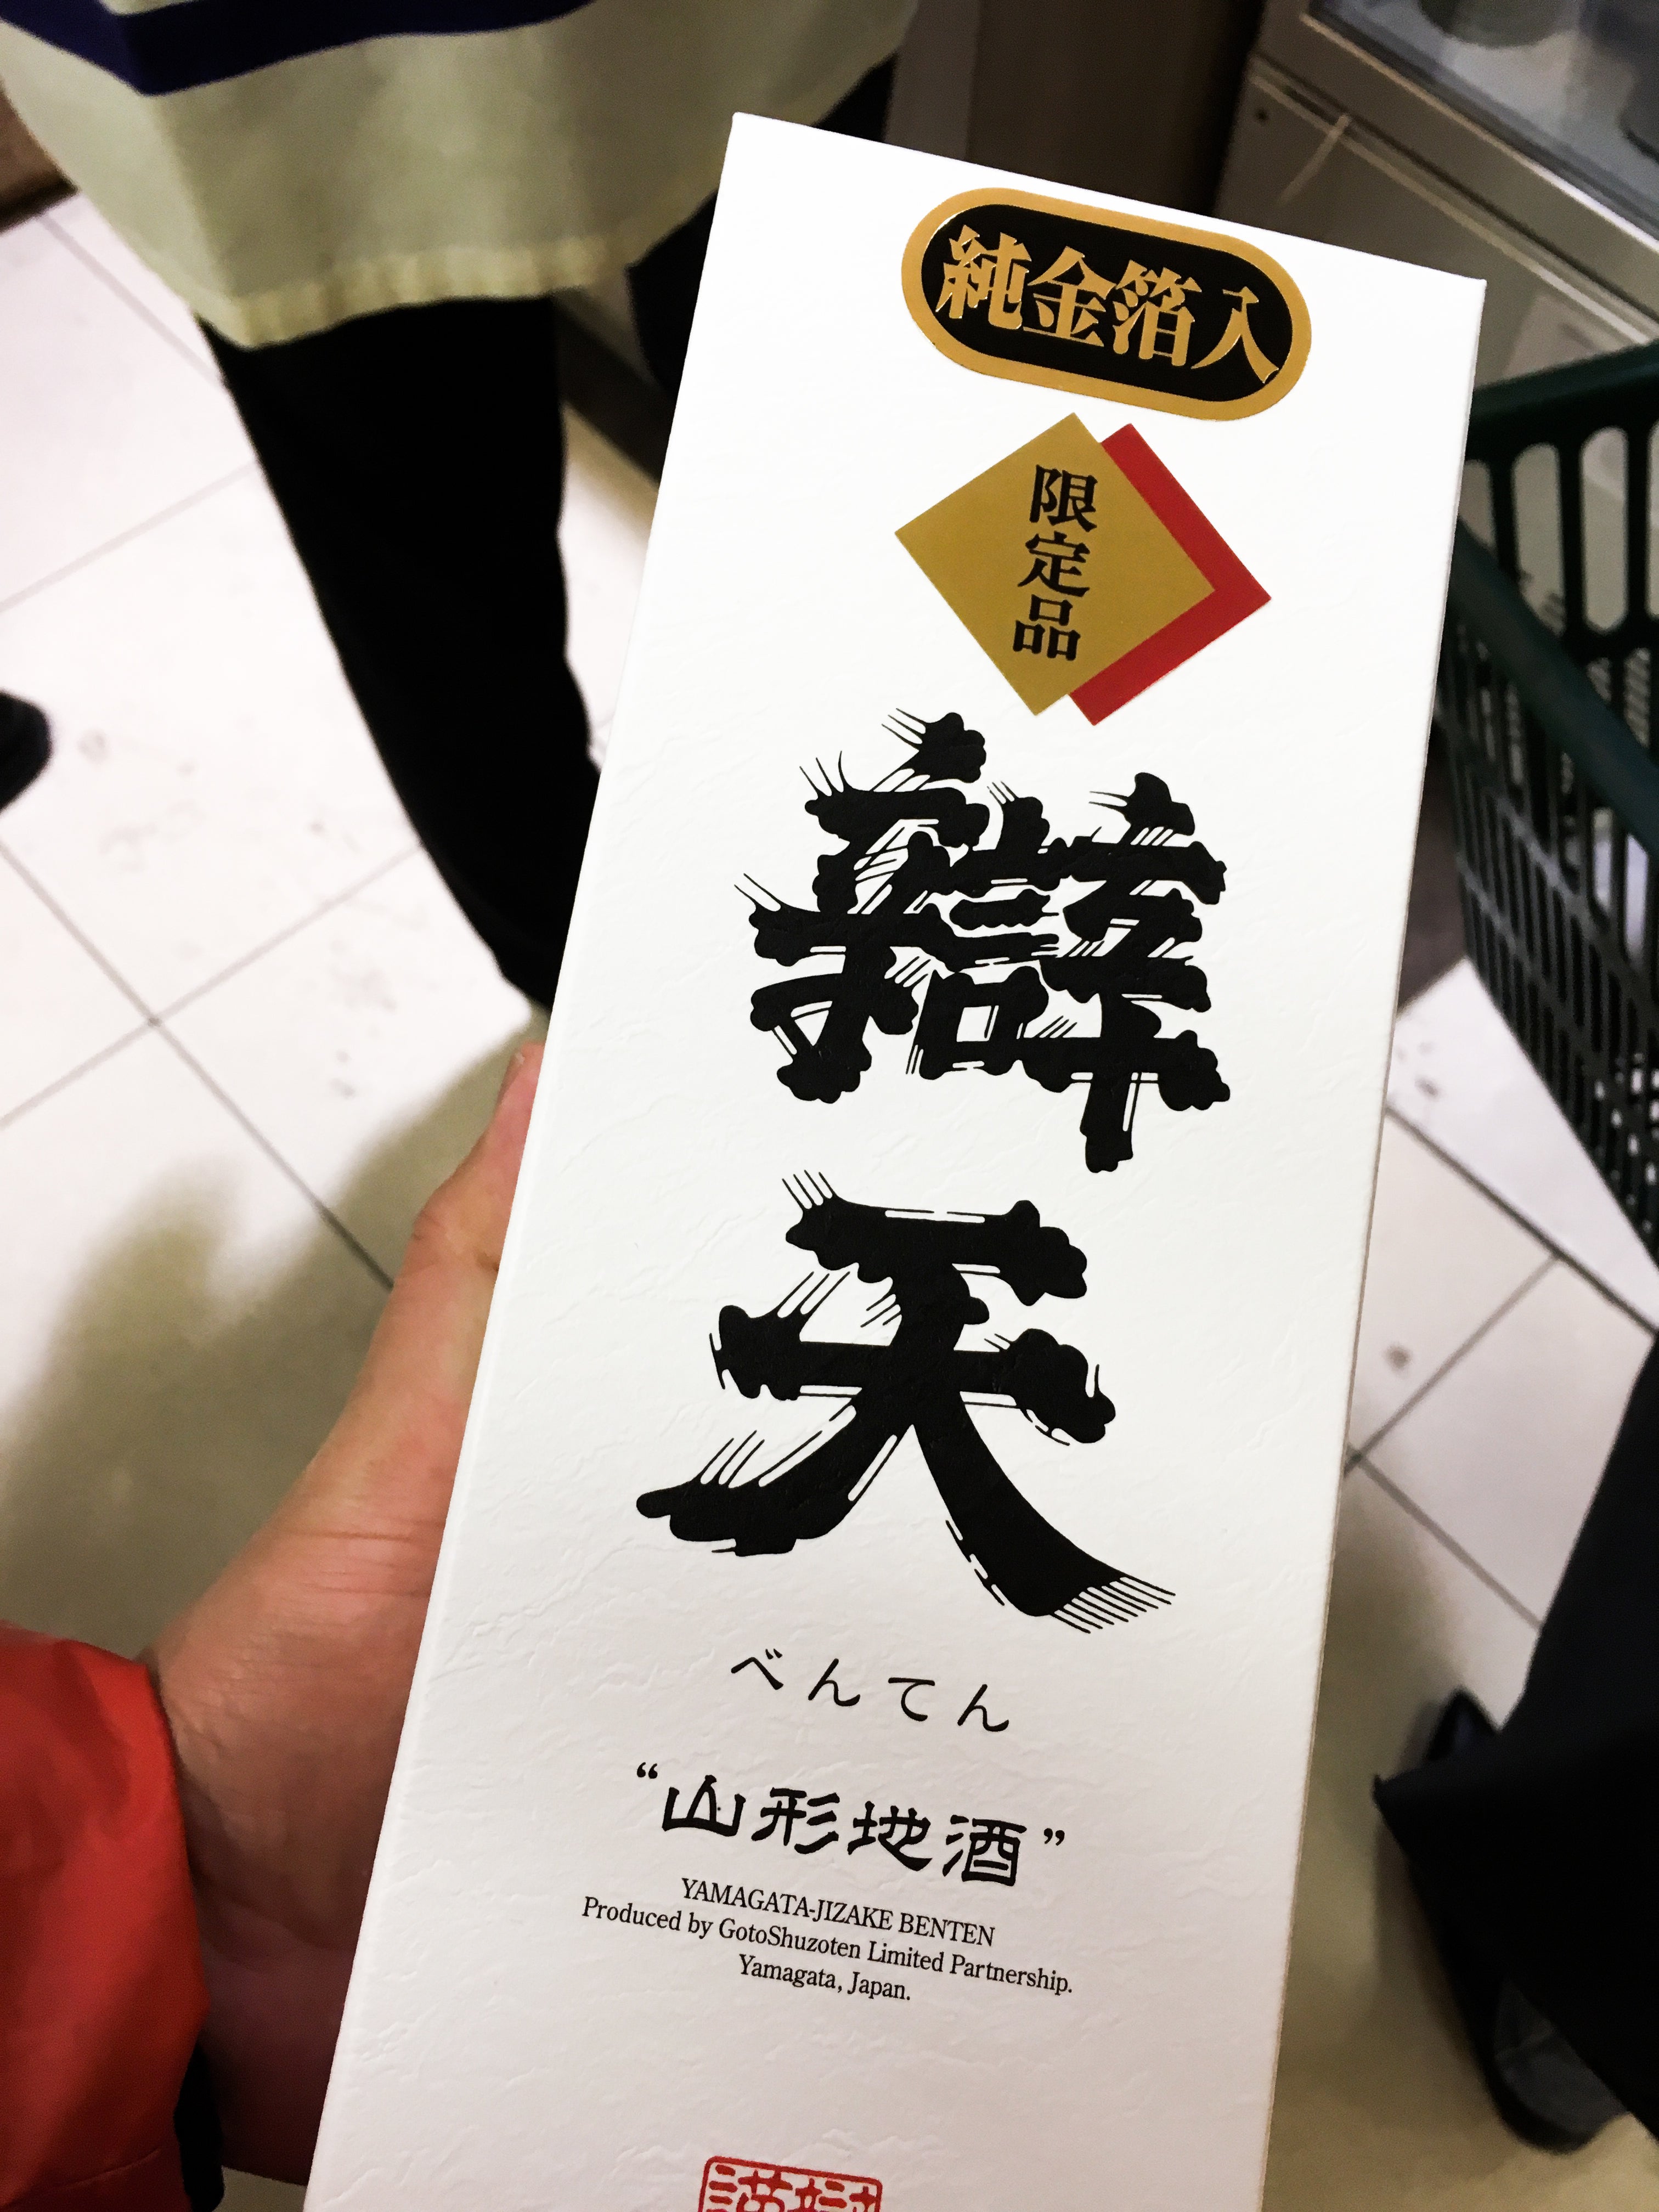 純金箔入
限定品
辯天
べんてん
“山形地酒”
YAMAGATA-JIZAKE BENTEN
Produced by GotoShuzoten Limited Partnership.
Yamagata, Japan.